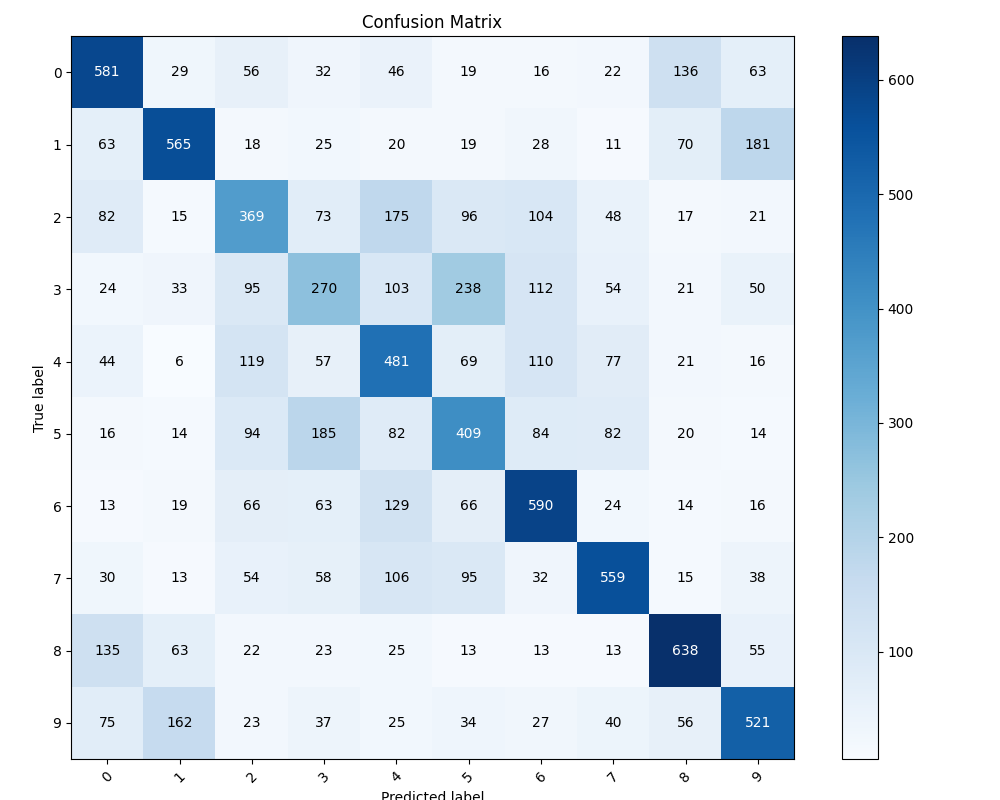 Confusion Matrix
0 581 29 56 32 46 19 16 22 136 63
1 63 565 18 25 20 19 28 11 70 181
2 82 15 369 73 175 96 104 48 17 21
3 24 33 95 270 103 238 112 54 21 50
4 44 6 119 57 481 69 110 77 21 16
5 16 14 94 185 82 409 84 82 20 14
6 13 19 66 63 129 66 590 24 14 16
7 30 13 54 58 106 95 32 559 15 38
8 135 63 22 23 25 13 13 13 638 55
9 75 162 23 37 25 34 27 40 56 521
0 1 2 3 4 5 6 7 8 9
True label
Predicted label
600
500
400
300
200
100